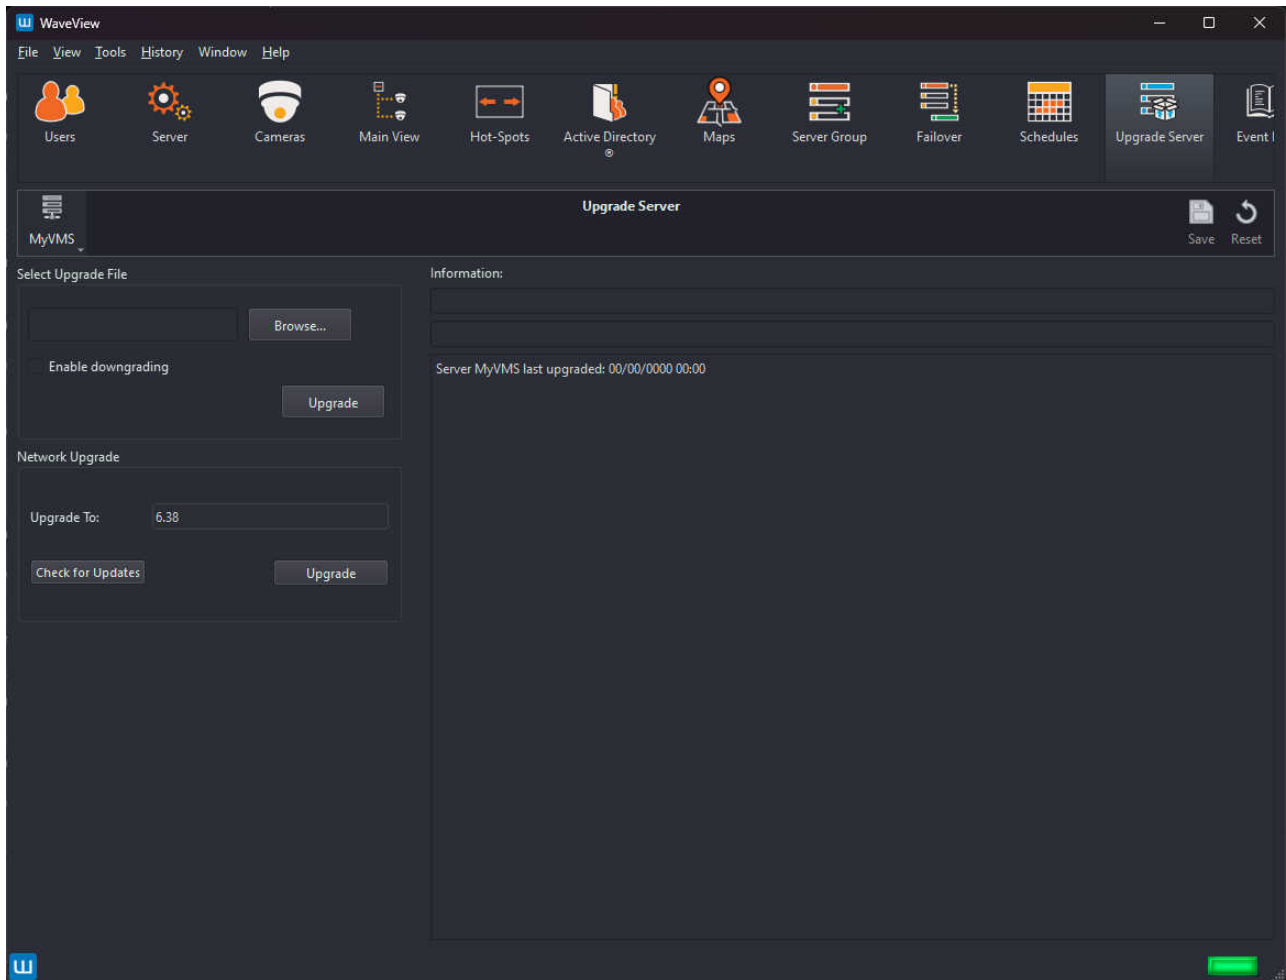 WaveView
File View Tools History Window Help
Users Server Cameras Main View Hot-Spots Active Directory Maps Server Group Failover Schedules Upgrade Server Event
®
Upgrade Server
MyVMS Save Reset
Select Upgrade File
Browse...
Enable downgrading
Upgrade
Network Upgrade
Upgrade To: 6.38
Check for Updates Upgrade
Information:
Server MyVMS last upgraded: 00/00/0000 00:00